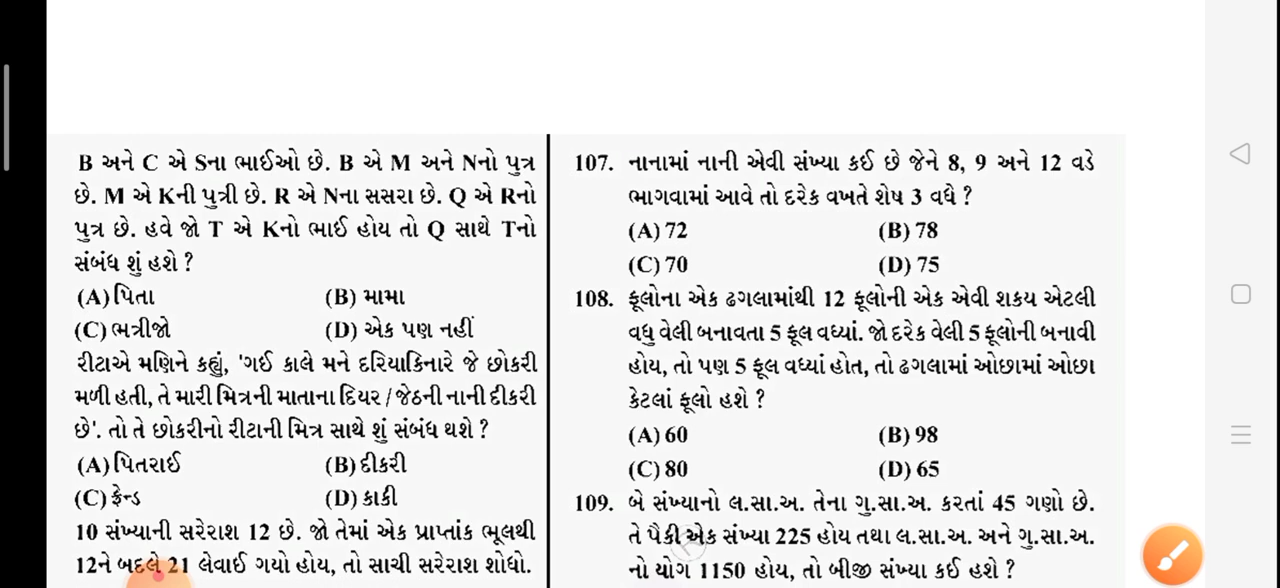 B અને C એ Sના ભાઈઓ છે. B એ M અને Nનો પુત્ર
છે. M એ Kની પુત્રી છે. R એ Nના સસરા છે. Q એ Rનો
પુત્ર છે. હવે જો T એ Kનો ભાઈ હોય તો Q સાથે Tનો
સંબંધ શું હશે ?
(A) પિતા (B) મામા
(C) ભત્રીજો (D) એક પણ નહીં
રીટાએ મણિને કહ્યું, 'ગઈ કાલે મને દરિયાકિનારે જે છોકરી
મળી હતી, તે મારી મિત્રની માતાના દિયર / જેઠની નાની દીકરી
છે'. તો તે છોકરીનો રીટાની મિત્ર સાથે શું સંબંધ થશે ?
(A) પિતરાઈ (B) દીકરી
(C) ફ્રેન્ડ (D) કાકી
10 સંખ્યાની સરેરાશ 12 છે. જો તેમાં એક પ્રાપ્તાંક ભૂલથી
12ને બદલે 21 લેવાઈ ગયો હોય, તો સાચી સરેરાશ શોધો.
107. નાનામાં નાની એવી સંખ્યા કઈ છે જેને 8, 9 અને 12 વડે
ભાગવામાં આવે તો દરેક વખતે શેષ 3 વધે ?
(A) 72 (B) 78
(C) 70 (D) 75
108. ફૂલોના એક ઢગલામાંથી 12 ફૂલોની એક એવી શકય એટલી
વધુ વેલી બનાવતા 5 ફૂલ વધ્યાં. જો દરેક વેલી 5 ફૂલોની બનાવી
હોય, તો પણ 5 ફૂલ વધ્યાં હોત, તો ઢગલામાં ઓછામાં ઓછા
કેટલાં ફૂલો હશે ?
(A) 60 (B) 98
(C) 80 (D) 65
109. બે સંખ્યાનો લ.સા.અ. તેના ગુ.સા.અ. કરતાં 45 ગણો છે.
તે પૈકી એક સંખ્યા 225 હોય તથા લ.સા.અ. અને ગુ.સા.અ.
નો યોગ 1150 હોય, તો બીજી સંખ્યા કઈ હશે ?